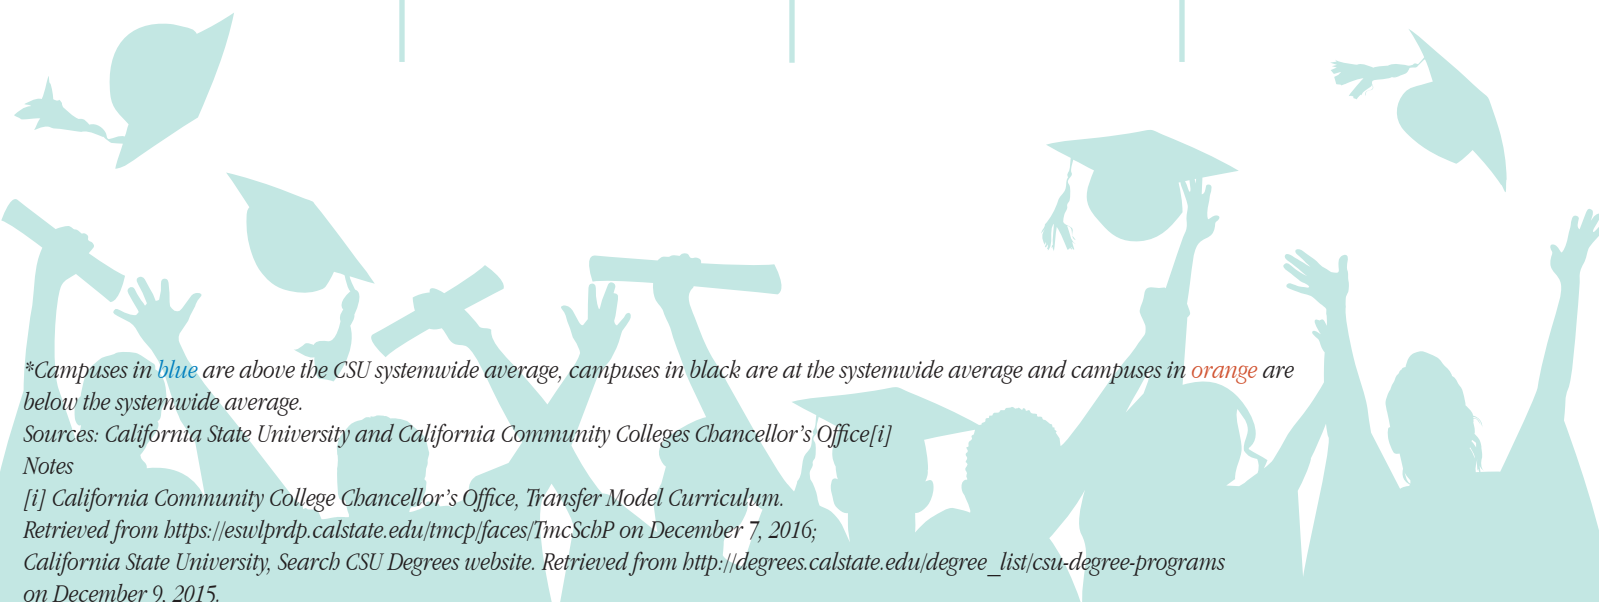 *Campuses in blue are above the CSU systemwide average, campuses in black are at the systemwide average and campuses in orange are
below the systemwide average.
Sources: California State University and California Community Colleges Chancellor’s Office[i]
Notes
[i] California Community College Chancellor’s Office, Transfer Model Curriculum.
Retrieved from https://eswlprdp.calstate.edu/tmcp/faces/TmcSchP on December 7, 2016;
California State University, Search CSU Degrees website. Retrieved from http://degrees.calstate.edu/degree_list/csu-degree-programs
on December 9, 2015.